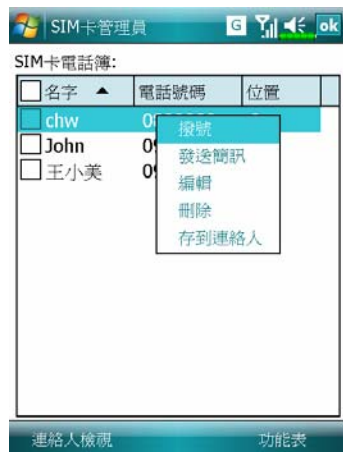 SIM卡管理員 G ok
SIM卡電話簿:
名字 ▲ 電話號碼 位置
chw
John
王小美
撥號
發送簡訊
編輯
刪除
存到連絡人
連絡人檢視 功能表